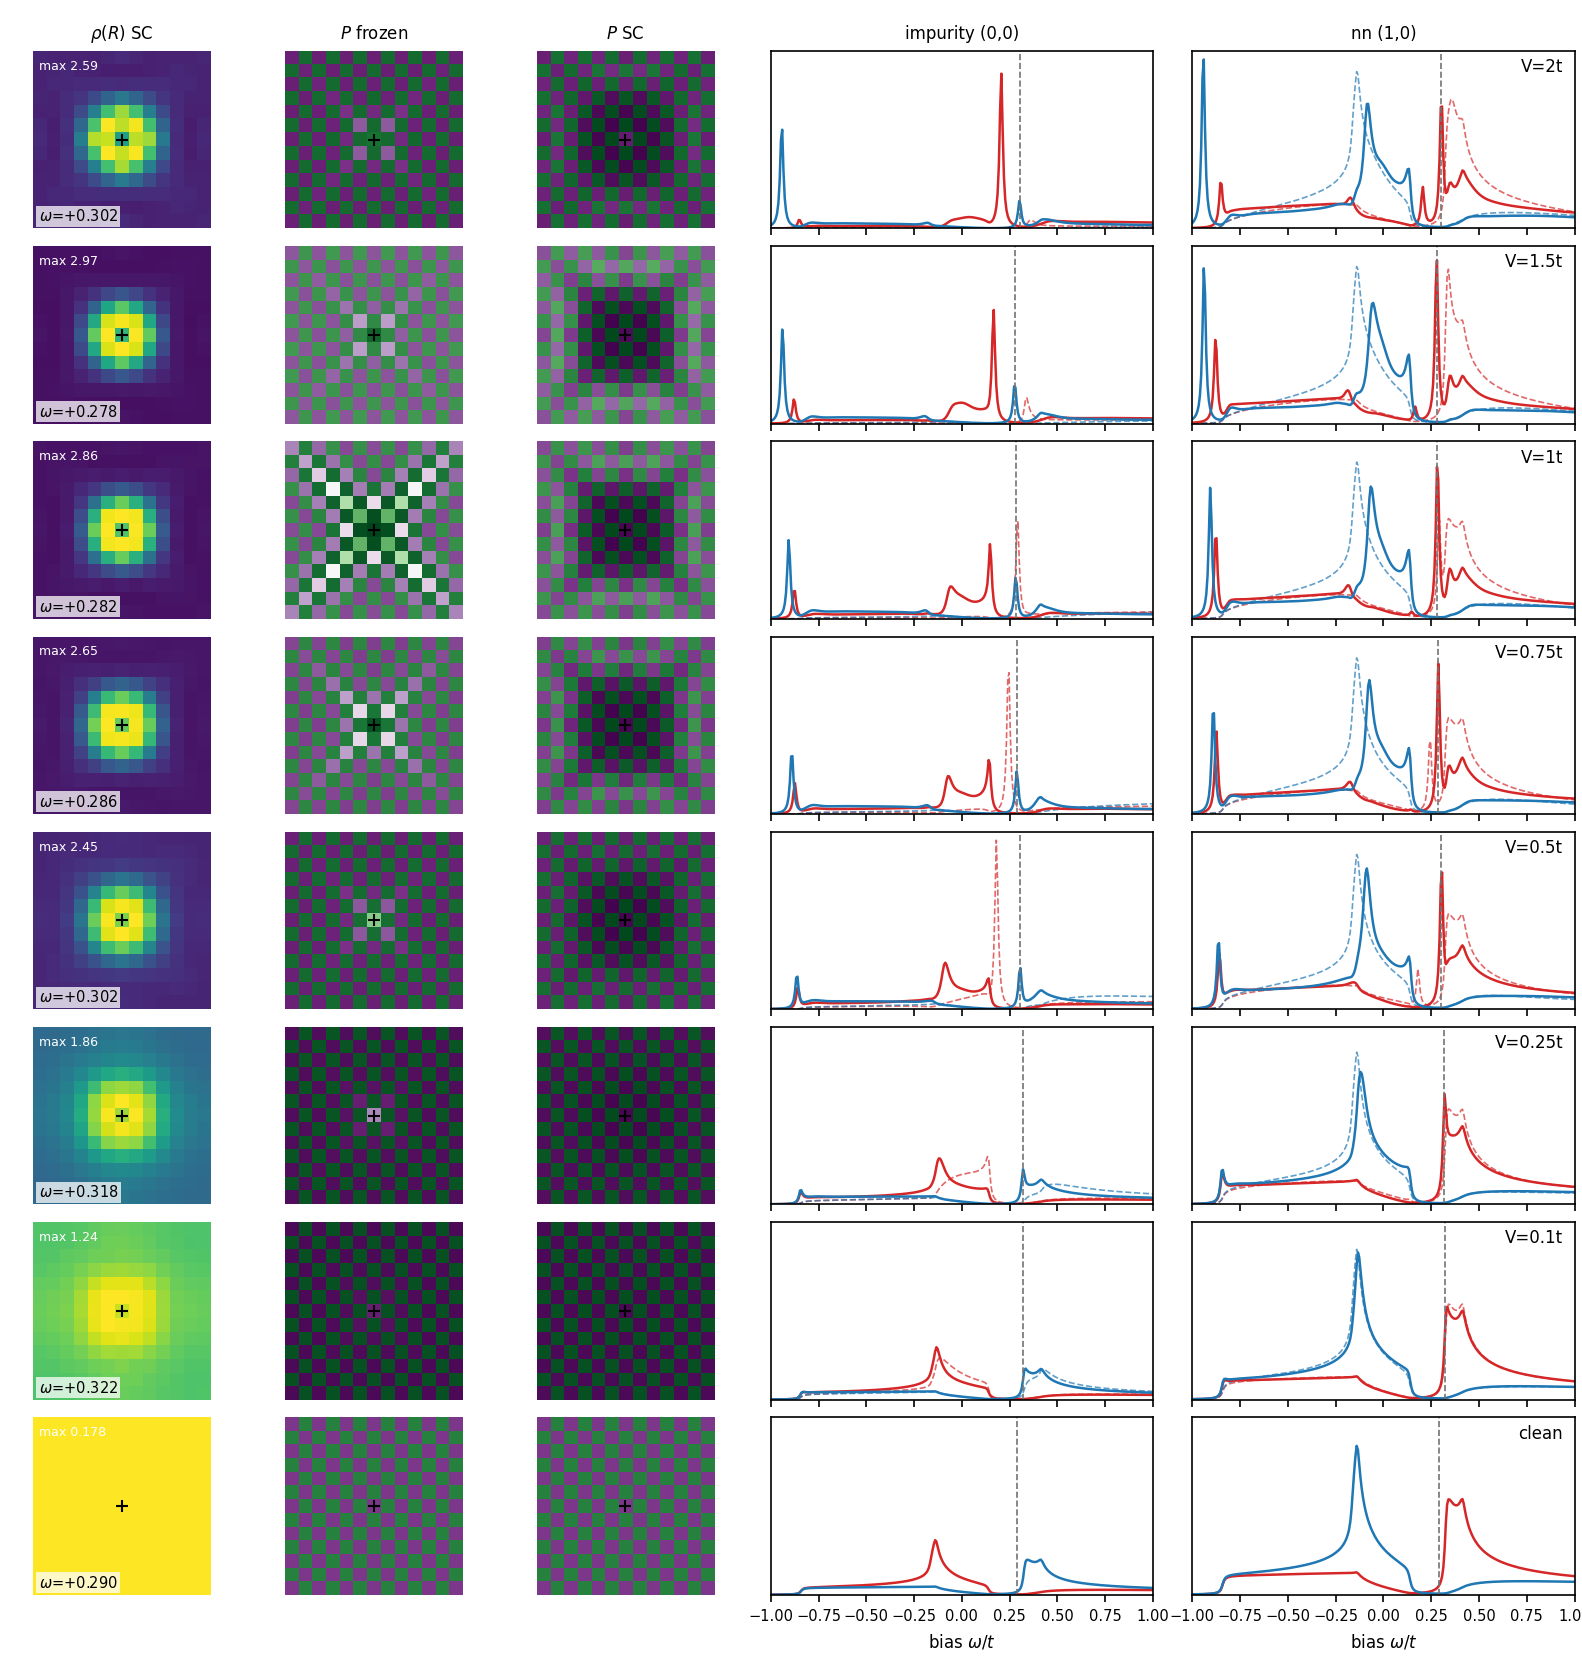 ρ(R) SC
P frozen
P SC
impurity (0,0)
nn (1,0)
max 2.59
ω=+0.302
V=2t
max 2.97
ω=+0.278
V=1.5t
max 2.86
ω=+0.282
V=1t
max 2.65
ω=+0.286
V=0.75t
max 2.45
ω=+0.302
V=0.5t
max 1.86
ω=+0.318
V=0.25t
max 1.24
ω=+0.322
V=0.1t
max 0.178
ω=+0.290
clean
−1.00 −0.75 −0.50 −0.25 0.00 0.25 0.50 0.75 1.00
−1.00 −0.75 −0.50 −0.25 0.00 0.25 0.50 0.75 1.0
bias ω/t
bias ω/t